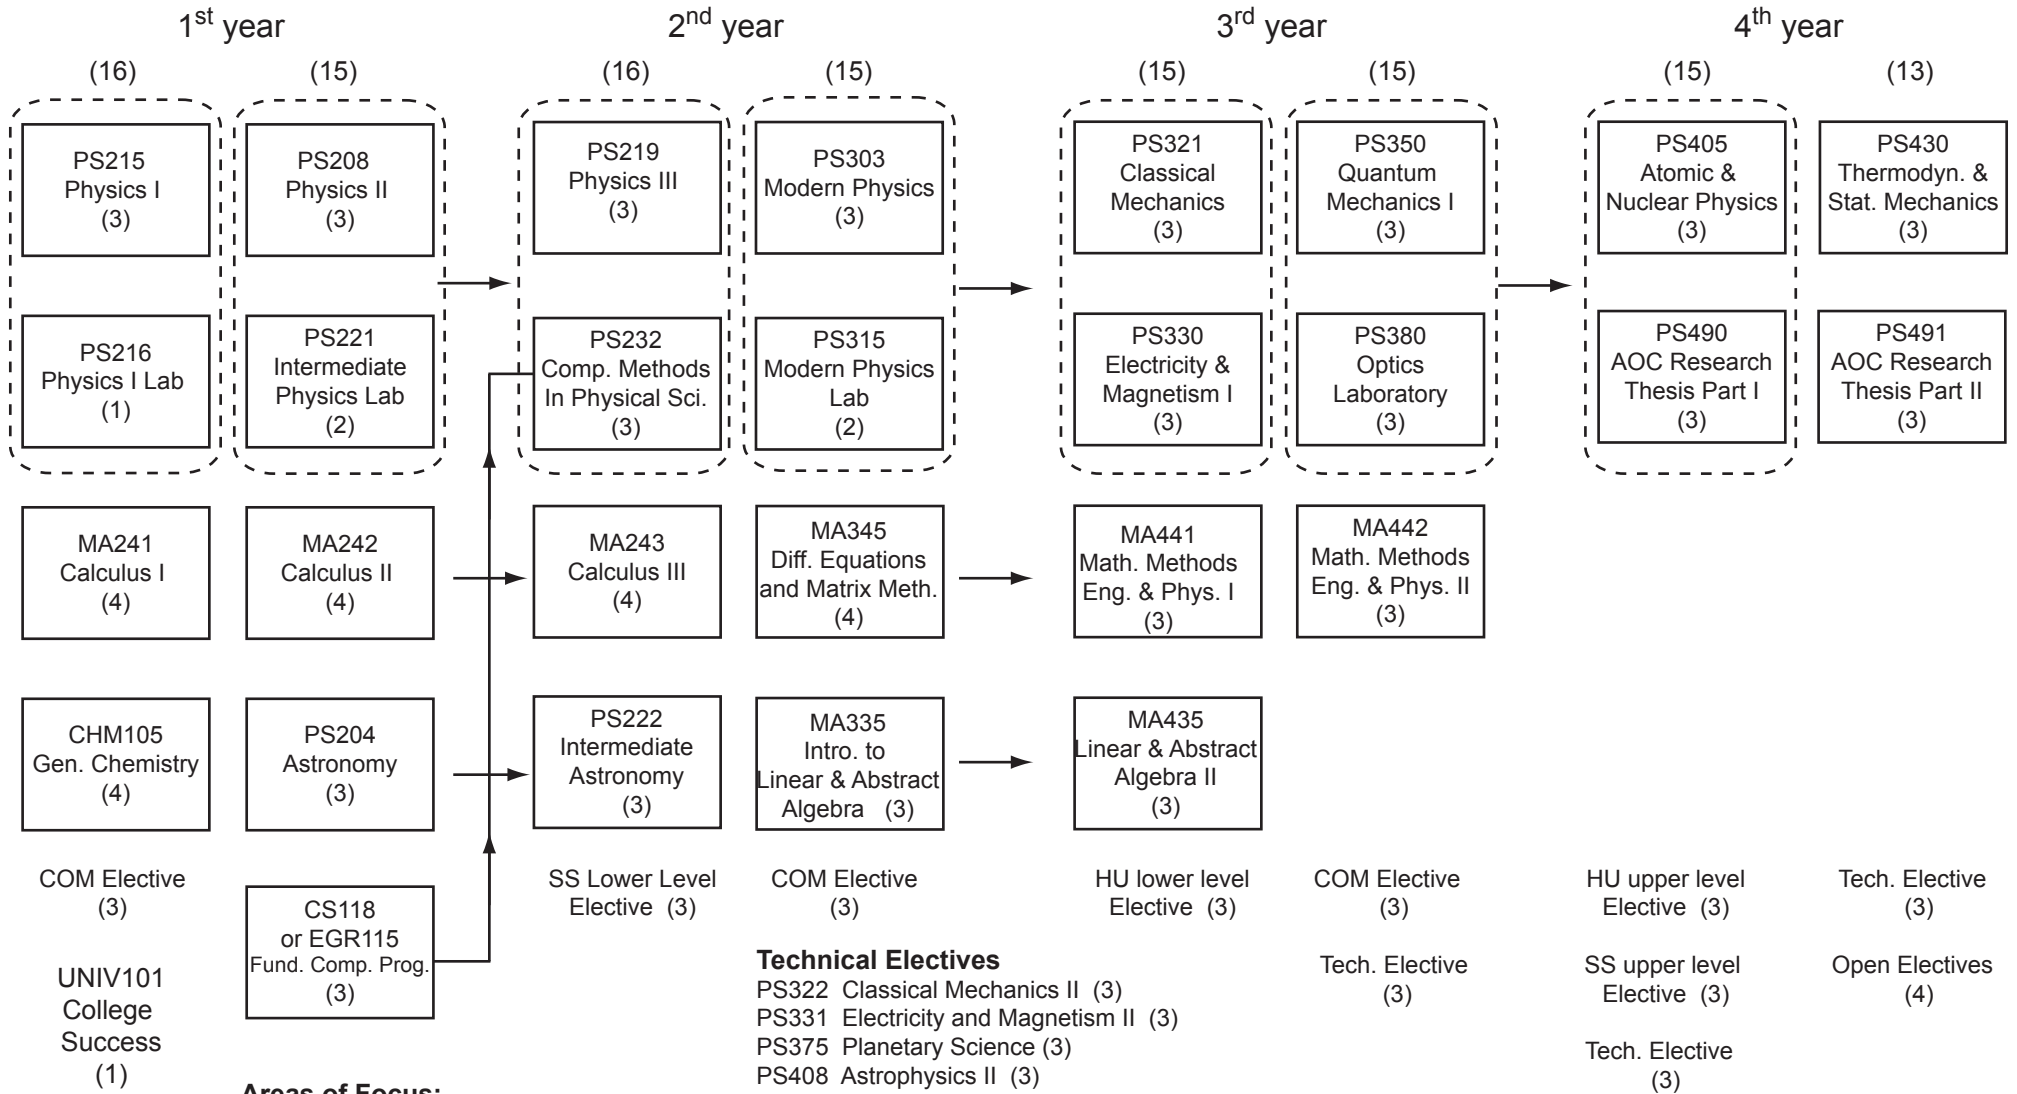 1st year
2nd year
3rd year
4th year
(16)
(15)
(16)
(15)
(15)
(15)
(15)
(13)
PS215
Physics I
(3)
PS208
Physics II
(3)
PS219
Physics III
(3)
PS303
Modern Physics
(3)
PS321
Classical
Mechanics
(3)
PS350
Quantum
Mechanics I
(3)
PS405
Atomic &
Nuclear Physics
(3)
PS430
Thermodyn. &
Stat. Mechanics
(3)
PS216
Physics I Lab
(1)
PS221
Intermediate
Physics Lab
(2)
PS232
Comp. Methods
In Physical Sci.
(3)
PS315
Modern Physics
Lab
(2)
PS330
Electricity &
Magnetism I
(3)
PS380
Optics
Laboratory
(3)
PS490
AOC Research
Thesis Part I
(3)
PS491
AOC Research
Thesis Part II
(3)
MA241
Calculus I
(4)
MA242
Calculus II
(4)
MA243
Calculus III
(4)
MA345
Diff. Equations
and Matrix Meth.
(4)
MA441
Math. Methods
Eng. & Phys. I
(3)
MA442
Math. Methods
Eng. & Phys. II
(3)
CHM105
Gen. Chemistry
(4)
PS204
Astronomy
(3)
PS222
Intermediate
Astronomy
(3)
MA335
Intro. to
Linear & Abstract
Algebra (3)
MA435
Linear & Abstract
Algebra II
(3)
COM Elective
(3)
CS118
or EGR115
Fund. Comp. Prog.
(3)
SS Lower Level
Elective (3)
COM Elective
(3)
HU lower level
Elective (3)
COM Elective
(3)
HU upper level
Elective (3)
Tech. Elective
(3)
UNIV101
College
Success
(1)
Technical Electives
PS322 Classical Mechanics II (3)
PS331 Electricity and Magnetism II (3)
PS375 Planetary Science (3)
PS408 Astrophysics II (3)
Tech. Elective
(3)
SS upper level
Elective (3)
Open Electives
(4)
Tech. Elective
(3)
Areas of Focus: